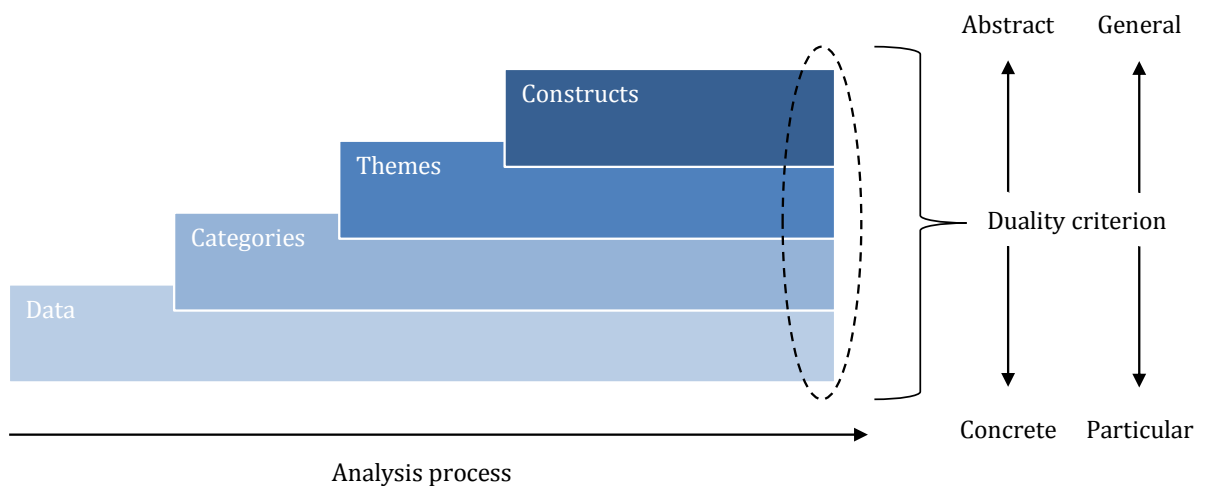 Abstract General
Constructs
Themes
Duality criterion
Categories
Data
Concrete Particular
Analysis process